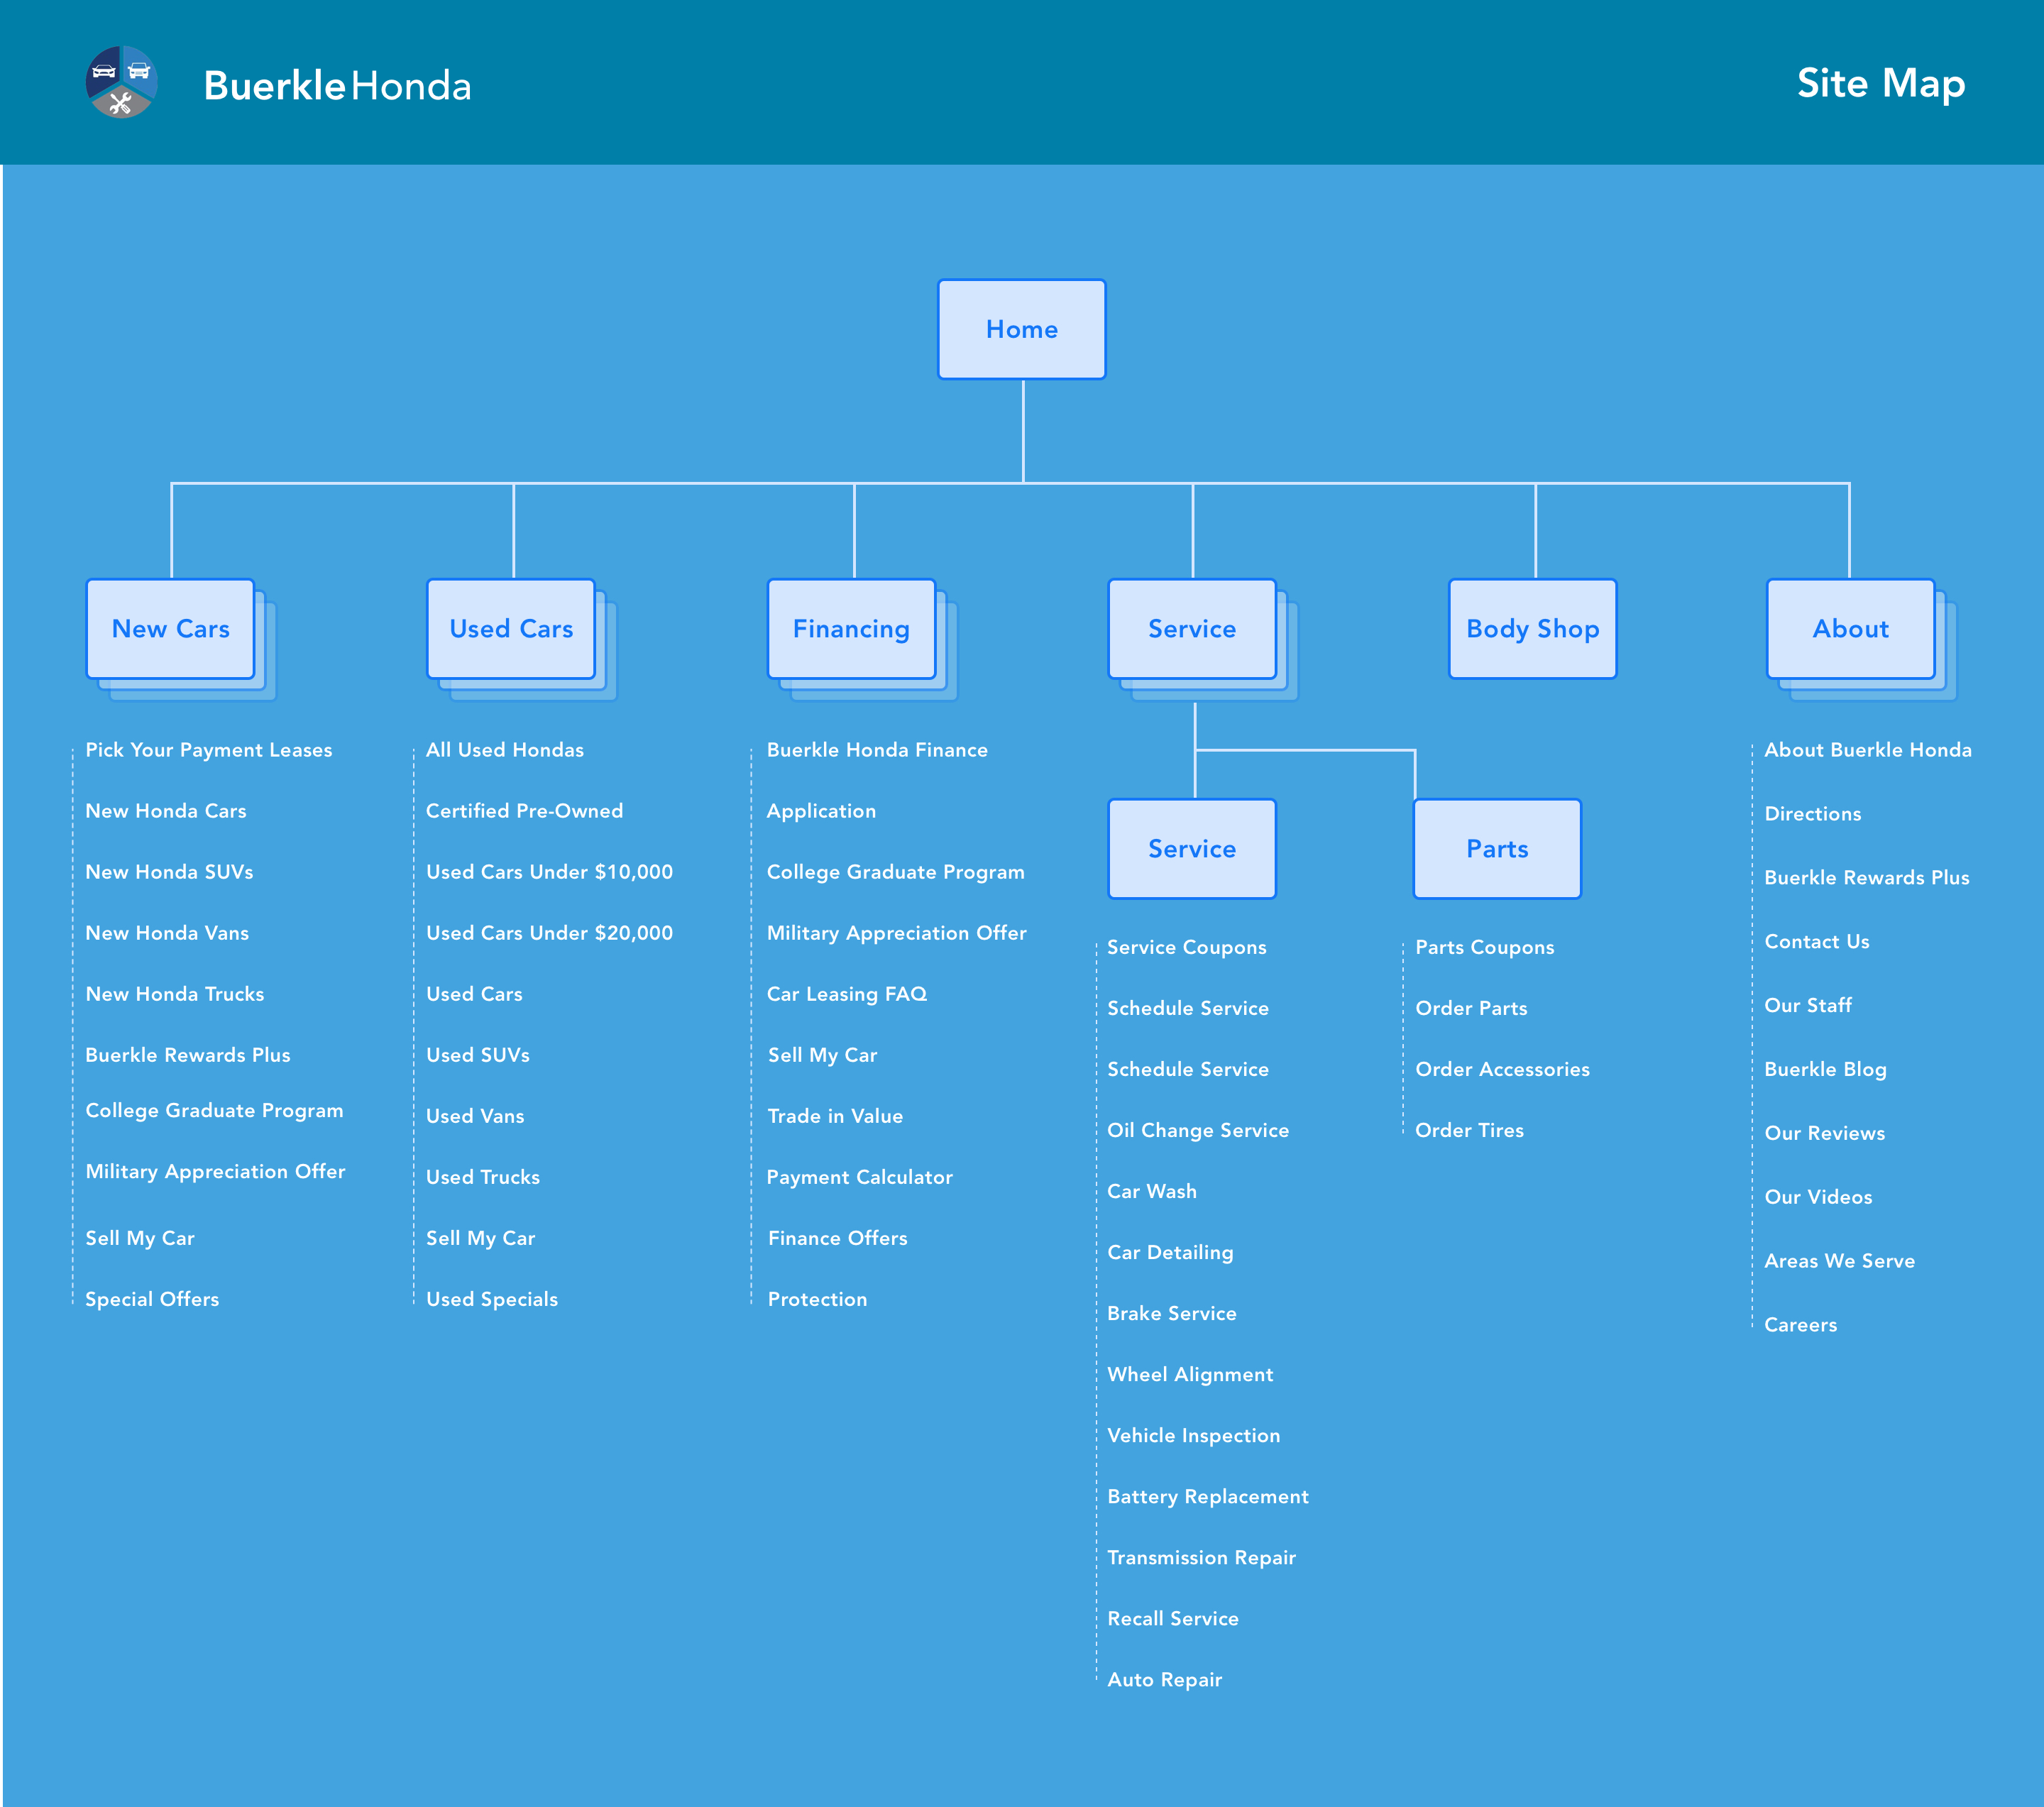 Buerkle Honda
Site Map
Home
New Cars
Used Cars
Financing
Service
Body Shop
About
Pick Your Payment Leases
New Honda Cars
New Honda SUVs
New Honda Vans
New Honda Trucks
Buerkle Rewards Plus
College Graduate Program
Military Appreciation Offer
Sell My Car
Special Offers
All Used Hondas
Certified Pre-Owned
Used Cars Under $10,000
Used Cars Under $20,000
Used Cars
Used SUVs
Used Vans
Used Trucks
Sell My Car
Used Specials
Buerkle Honda Finance
Application
College Graduate Program
Military Appreciation Offer
Car Leasing FAQ
Sell My Car
Trade in Value
Payment Calculator
Finance Offers
Protection
Service
Service Coupons
Schedule Service
Schedule Service
Oil Change Service
Car Wash
Car Detailing
Brake Service
Wheel Alignment
Vehicle Inspection
Battery Replacement
Transmission Repair
Recall Service
Auto Repair
Parts
Parts Coupons
Order Parts
Order Accessories
Order Tires
About Buerkle Honda
Directions
Buerkle Rewards Plus
Contact Us
Our Staff
Buerkle Blog
Our Reviews
Our Videos
Areas We Serve
Careers